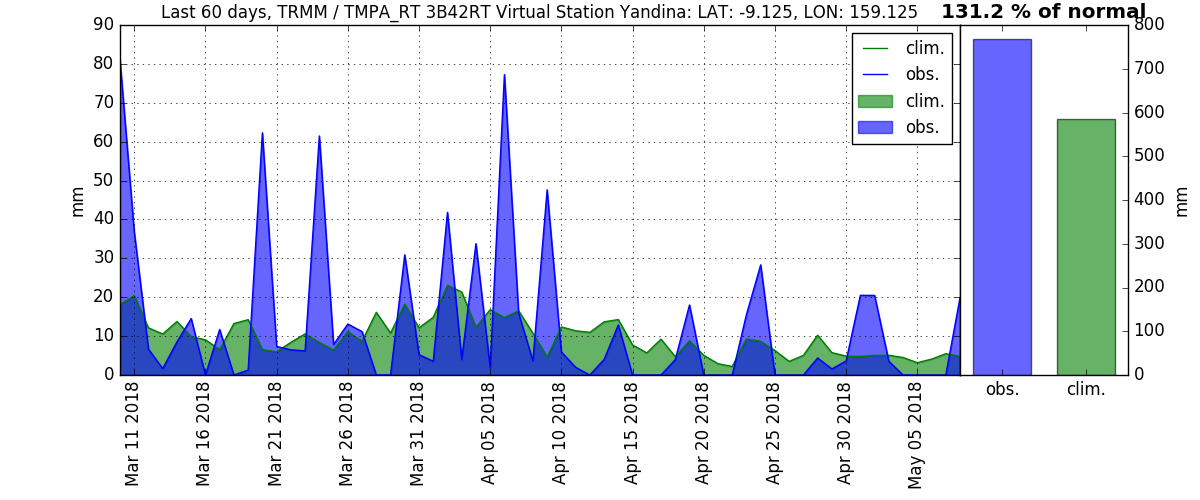 Last 60 days, TRMM / TMPA_RT 3B42RT Virtual Station Yandina: LAT: -9.125, LON: 159.125
131.2 % of normal
90
80
70
60
50
40
30
20
10
0
mm
clim.
obs.
clim.
obs.
800
700
600
500
400
300
200
100
0
mm
Mar 11 2018
Mar 16 2018
Mar 21 2018
Mar 26 2018
Mar 31 2018
Apr 05 2018
Apr 10 2018
Apr 15 2018
Apr 20 2018
Apr 25 2018
Apr 30 2018
May 05 2018
obs.
clim.